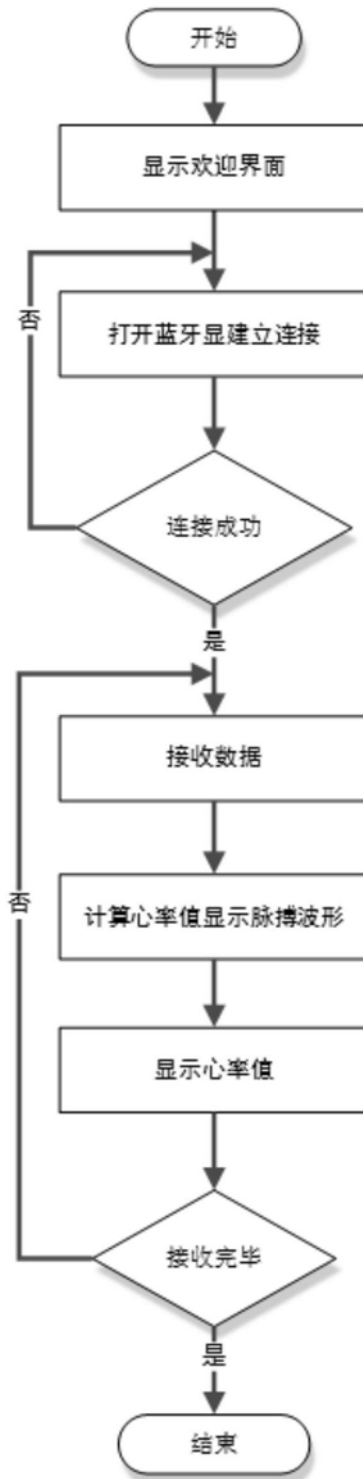 开始
显示欢迎界面
否
打开蓝牙显建立连接
连接成功
是
接收数据
否
计算心率值显示脉搏波形
显示心率值
接收完毕
是
结束